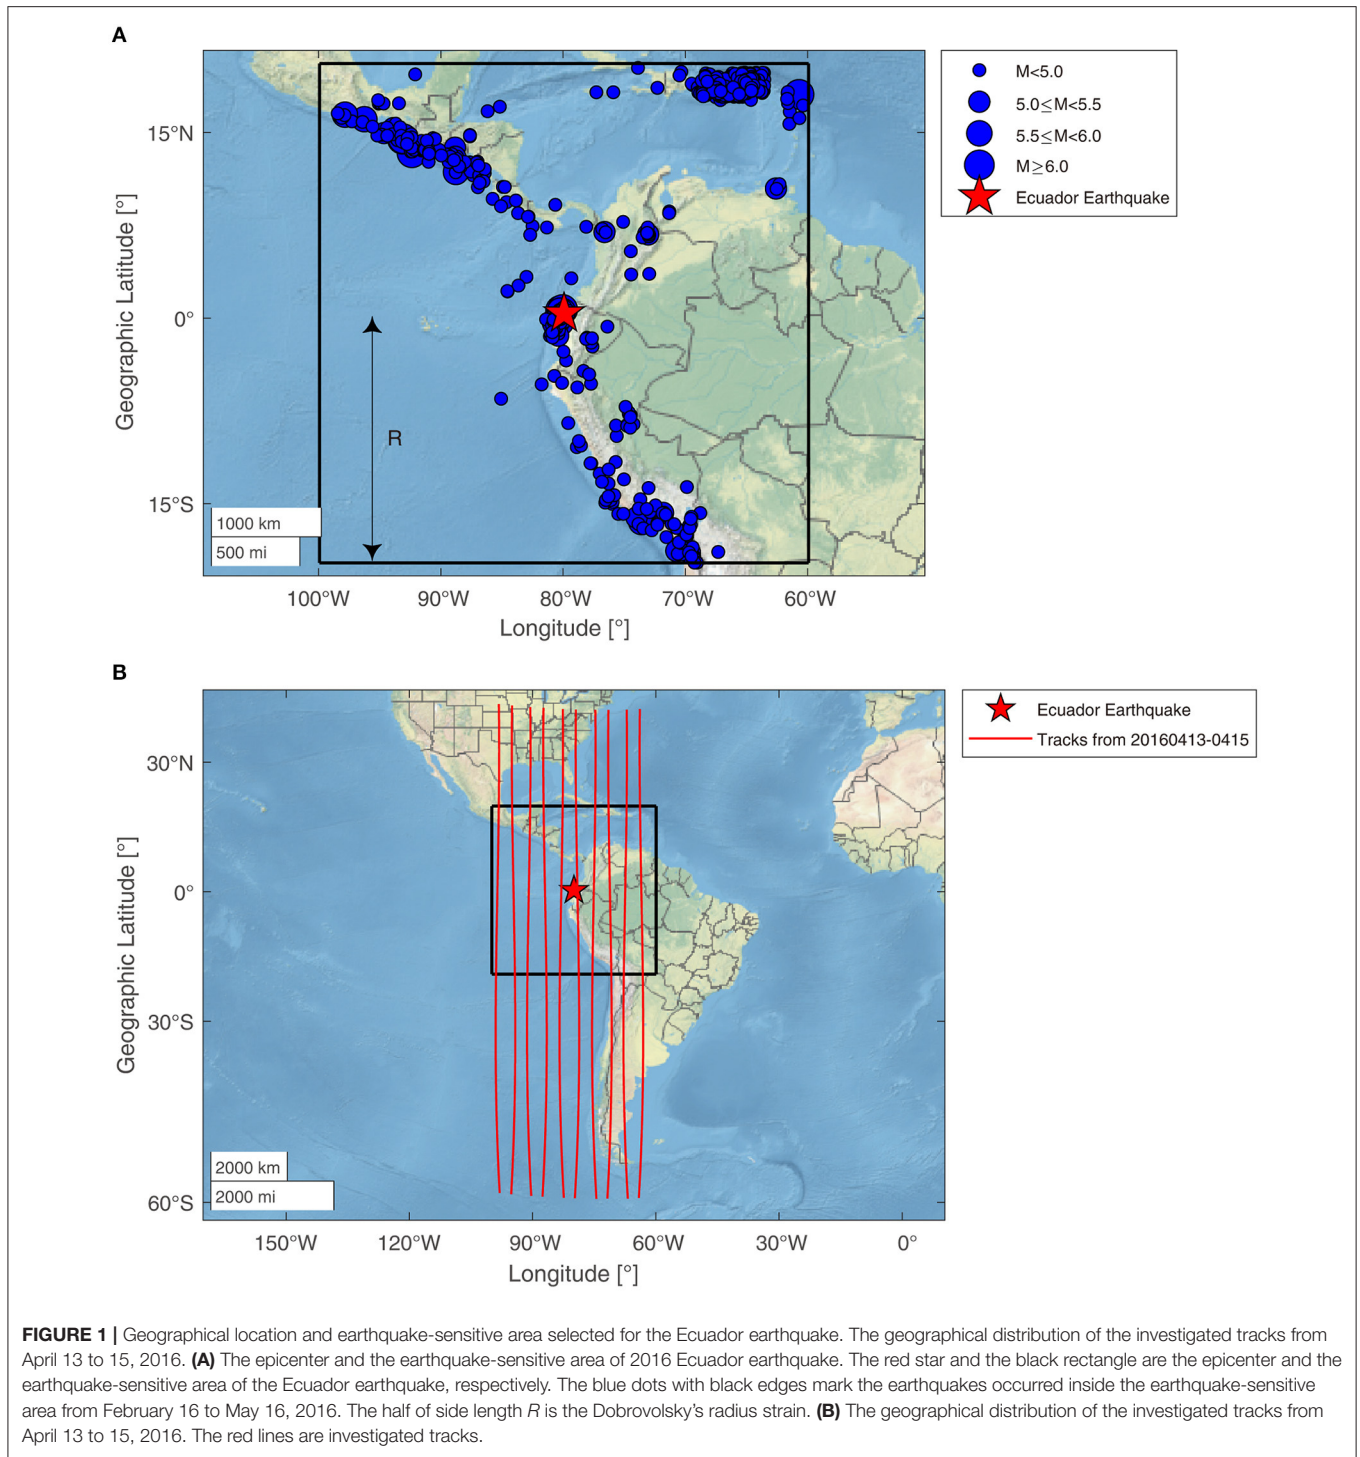 A
M<5.0
5.0≤M<5.5
5.5≤M<6.0
M≥6.0
Ecuador Earthquake
15°N
0°
15°S
Geographic Latitude [°]
R
1000 km
500 mi
100°W 90°W 80°W 70°W 60°W
Longitude [°]
B
Ecuador Earthquake
Tracks from 20160413-0415
30°N
0°
30°S
60°S
Geographic Latitude [°]
2000 km
2000 mi
150°W 120°W 90°W 60°W 30°W 0°
Longitude [°]
FIGURE 1 | Geographical location and earthquake-sensitive area selected for the Ecuador earthquake. The geographical distribution of the investigated tracks from
April 13 to 15, 2016. (A) The epicenter and the earthquake-sensitive area of 2016 Ecuador earthquake. The red star and the black rectangle are the epicenter and the
earthquake-sensitive area of the Ecuador earthquake, respectively. The blue dots with black edges mark the earthquakes occurred inside the earthquake-sensitive
area from February 16 to May 16, 2016. The half of side length R is the Dobrovolsky's radius strain. (B) The geographical distribution of the investigated tracks from
April 13 to 15, 2016. The red lines are investigated tracks.